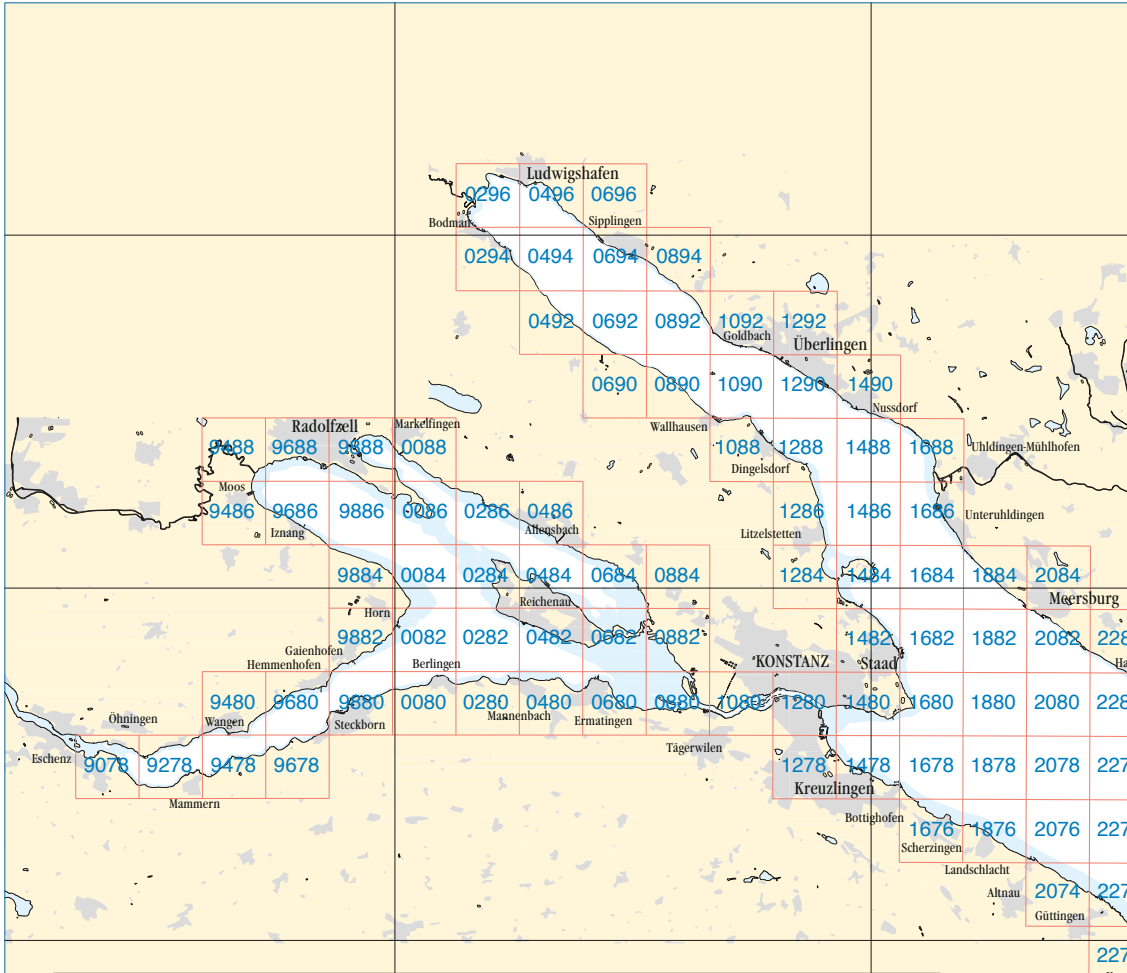 Ludwigshafen
0296 0496 0696
Bodman
Sipplingen
0294 0494 0694 0894
0492 0692 0892 1092 1292
Goldbach
Überlingen
0690 0890 1090 1290 1490
Nussdorf
Radolfzell
Markelfingen
Wallhausen
9488 9688 9888 0088 1088 1288 1488 1688
Uhldingen-Mühlhofen
Dingelsdorf
Moos
9486 9686 9886 0086 0286 0486 1286 1486 1686
Unteruhldingen
Iznang
Allensbach
Litzelstetten
9884 0084 0284 0484 0684 0884 1284 1484 1684 1884 2084
Reichenau
Meersburg
Horn
9882 0082 0282 0482 0682 0882 1482 1682 1882 2082
Gaienhofen
Hemmenhofen
Berlingen
KONSTANZ
Staad
9480 9680 9880 0080 0280 0480 0680 0880 1080 1280 1480 1680 1880 2080
Öhningen
Wangen
Steckborn
Mannenbach
Ermatingen
Tägerwilen
Eschenz
9078 9278 9478 9678 1278 1478 1678 1878 2078
Mammern
Kreuzlingen
Bottighofen
1676 1876 2076
Scherzingen
Landschlacht
Altnau
2074
Güttingen